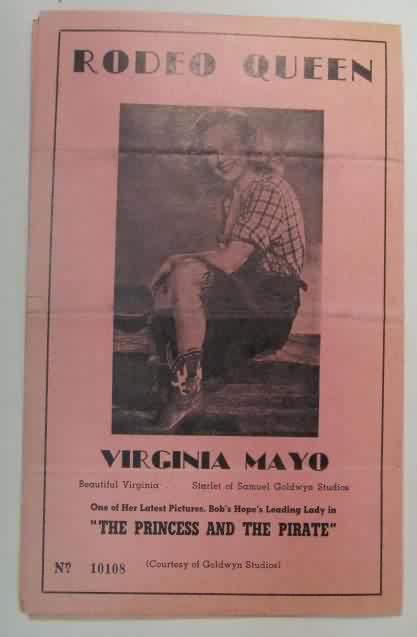 RODEO QUEEN
VIRGINIA MAYO
Beautiful Virginia Starlet of Samuel Goldwyn Studios
One of Her Latest Pictures. Bob's Hope's Leading Lady in
"THE PRINCESS AND THE PIRATE"
Nº 10108 (Courtesy of Goldwyn Studios)